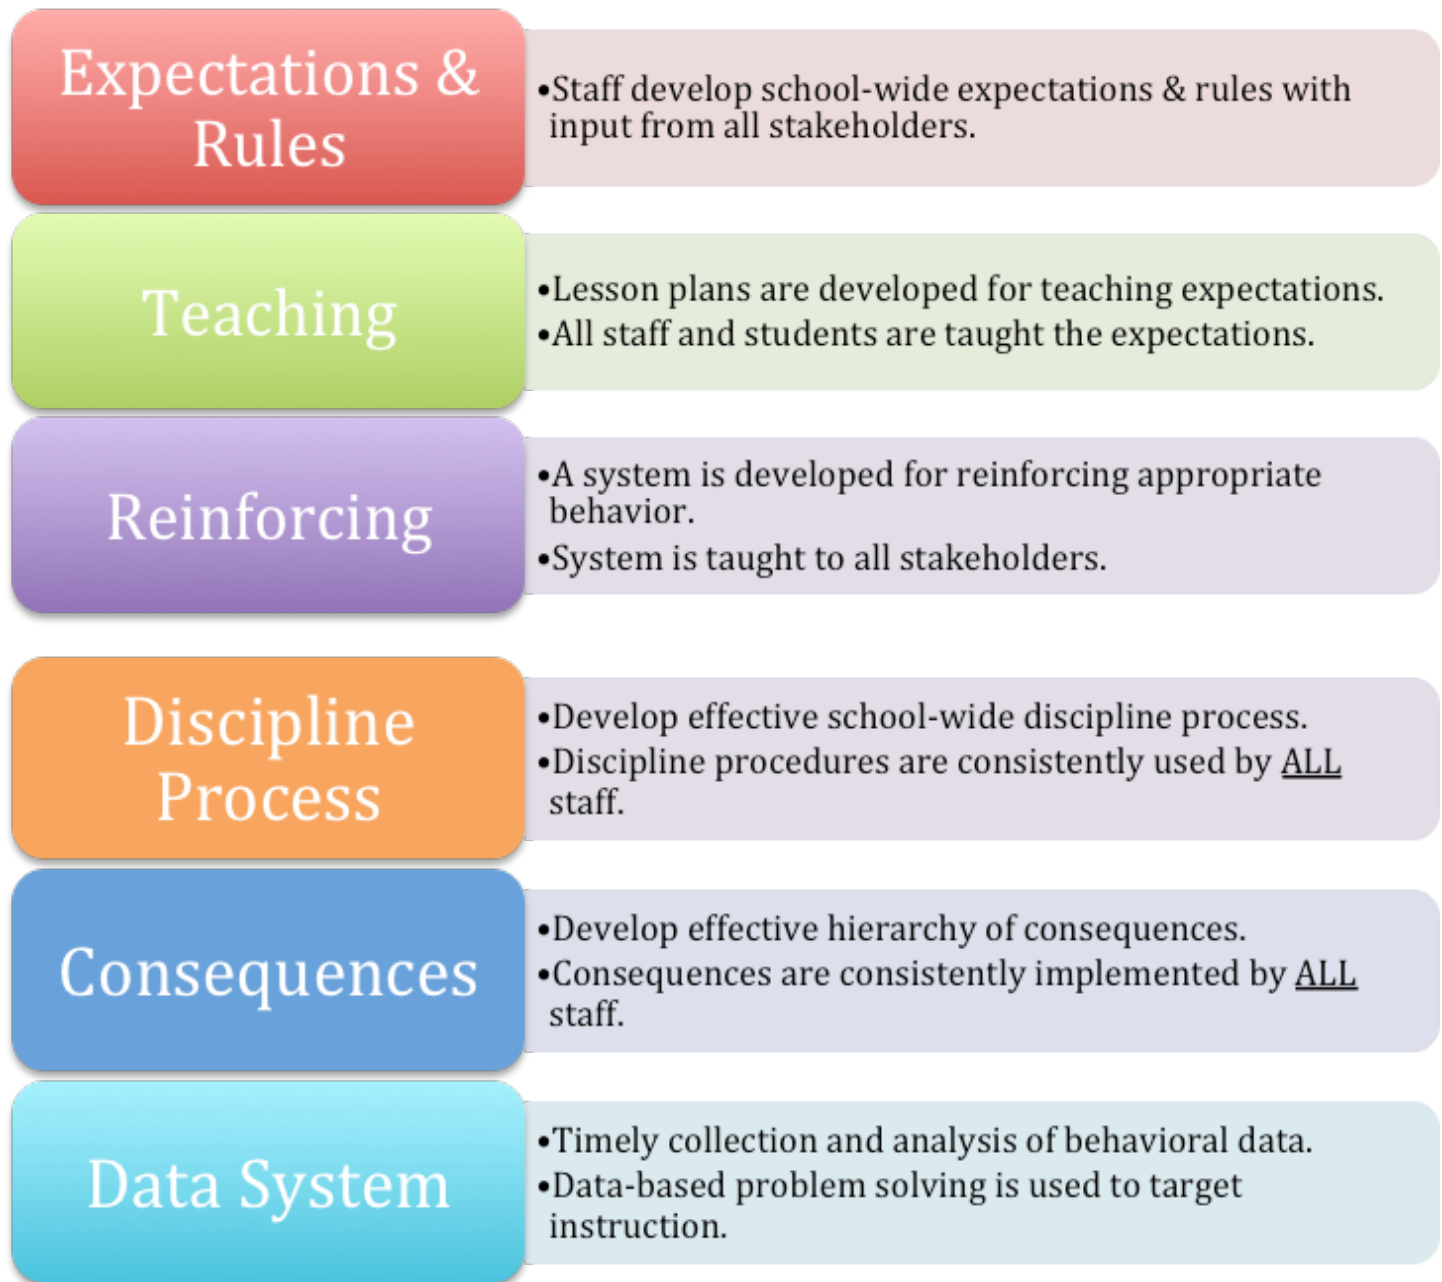 Expectations &
Rules
•Staff develop school-wide expectations & rules with
input from all stakeholders.
Teaching
•Lesson plans are developed for teaching expectations.
•All staff and students are taught the expectations.
Reinforcing
•A system is developed for reinforcing appropriate
behavior.
•System is taught to all stakeholders.
Discipline
Process
•Develop effective school-wide discipline process.
•Discipline procedures are consistently used by ALL
staff.
Consequences
•Develop effective hierarchy of consequences.
•Consequences are consistently implemented by ALL
staff.
Data System
•Timely collection and analysis of behavioral data.
•Data-based problem solving is used to target
instruction.